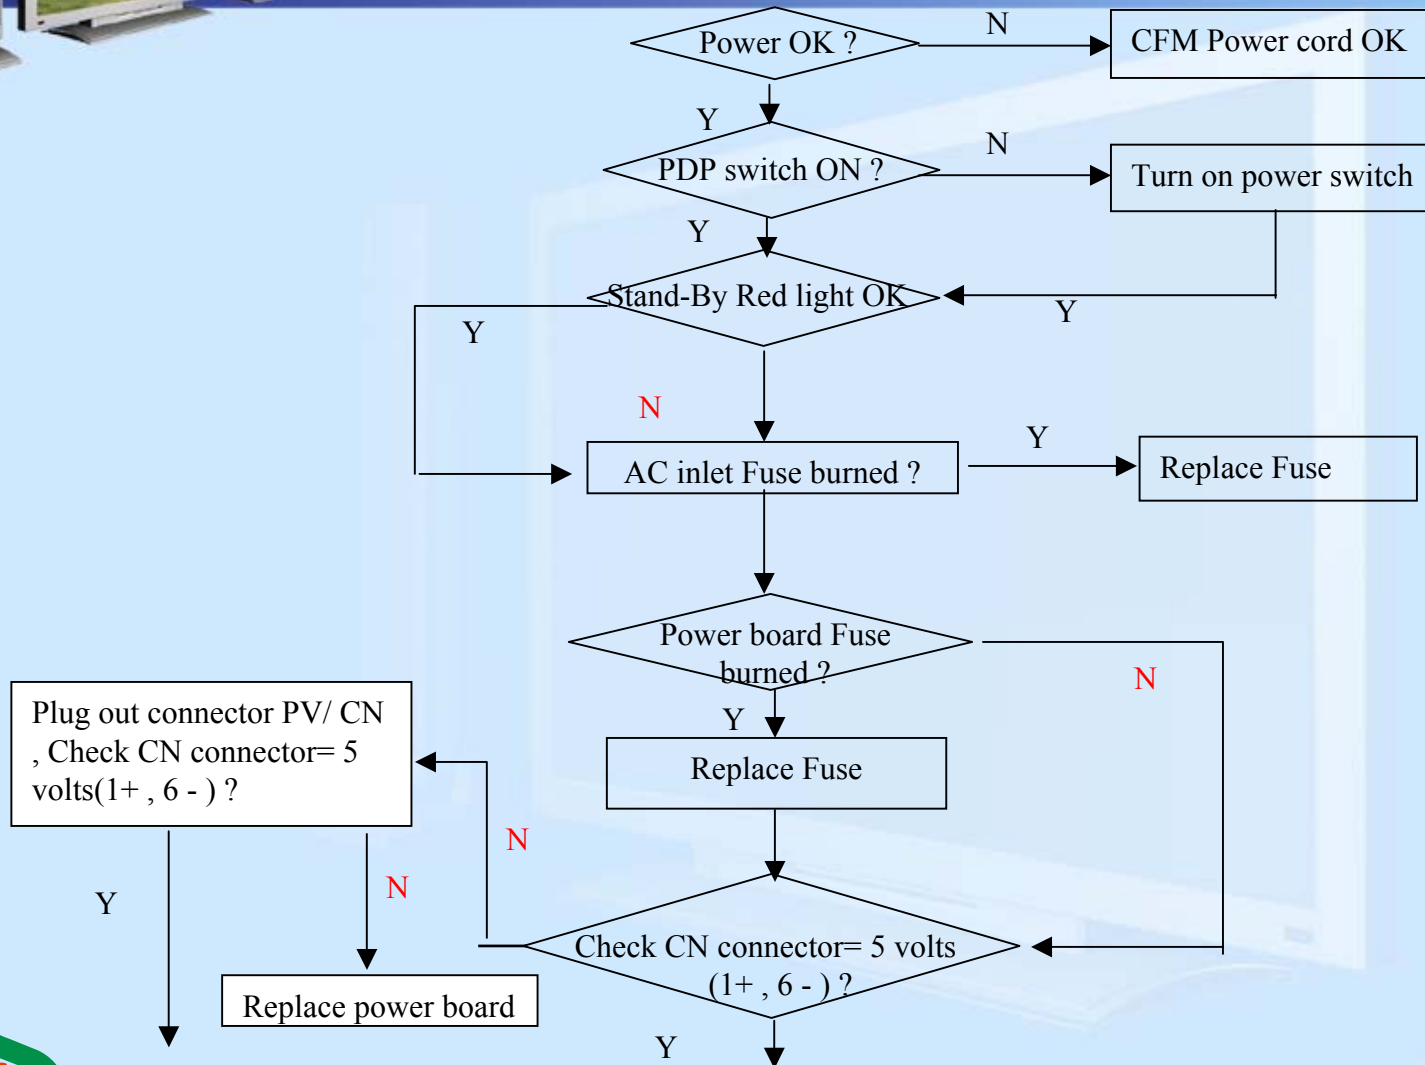 Power OK ?
N
CFM Power cord OK
Y
PDP switch ON ?
N
Turn on power switch
Y
Stand-By Red light OK
Y
Y
N
AC inlet Fuse burned ?
Y
Replace Fuse
Power board Fuse
burned ?
N
Y
Replace Fuse
Plug out connector PV/ CN
, Check CN connector= 5
volts(1+ , 6 - ) ?
N
Y
N
Check CN connector= 5 volts
(1+ , 6 - ) ?
Replace power board
Y